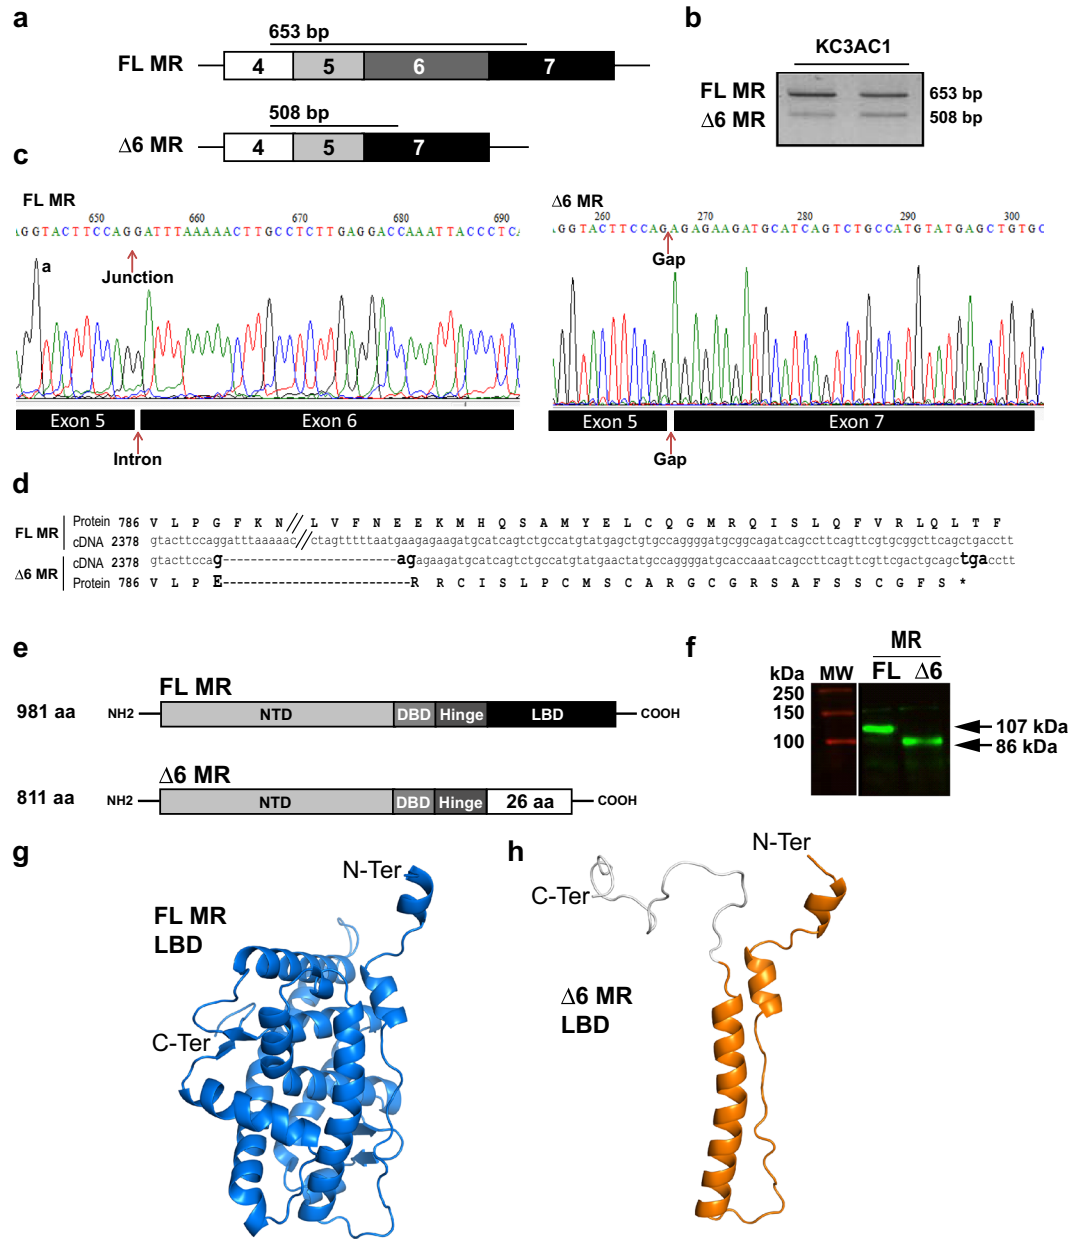 a
653 bp
FL MR
4 5 6 7
508 bp
Δ6 MR
4 5 7
b
KC3AC1
FL MR 653 bp
Δ6 MR 508 bp
c
FL MR
650 660 670 680 690
AGGTACTTCCAGGATTTAAAAACTTGCCTCTTGAGGACCAAATTACCCTCA
a
Junction
Exon 5 Exon 6
Intron
Δ6 MR
260 270 280 290 300
GGTACTTCCAGAGAGAAGATGCATCAGTCTGCCATGTATGAGCTGTGC
Gap
Exon 5 Exon 7
Gap
d
FL MR
Protein 786 V L P G F K N // L V F N E E K M H Q S A M Y E L C Q G M R Q I S L Q F V R L Q L T F
cDNA 2378 gtacttccaggatttaaaaac//ctagtttttaatgaagagaagatgcatcagtctgccatgtatgagctgtgccaggggatgcggcagatcagccttcagttcgtgcggcttcagctgacctt
Δ6 MR
cDNA 2378 gtacttccag---------------------agagaagatgcatcagtctgccatgtatgaactatgccaggggatgcaccaaatcagccttcagttcgttcgactgcagctgacctt
Protein 786 V L P E---------------------R R C I S L P C M S C A R G C G R S A F S S C G F S *
e
FL MR
981 aa NH2 NTD DBD Hinge LBD COOH
Δ6 MR
811 aa NH2 NTD DBD Hinge 26 aa COOH
f
MR
kDa MW FL Δ6
250
150
100
107 kDa
86 kDa
g
N-Ter
FL MR
LBD
C-Ter
h
N-Ter
C-Ter
Δ6 MR
LBD